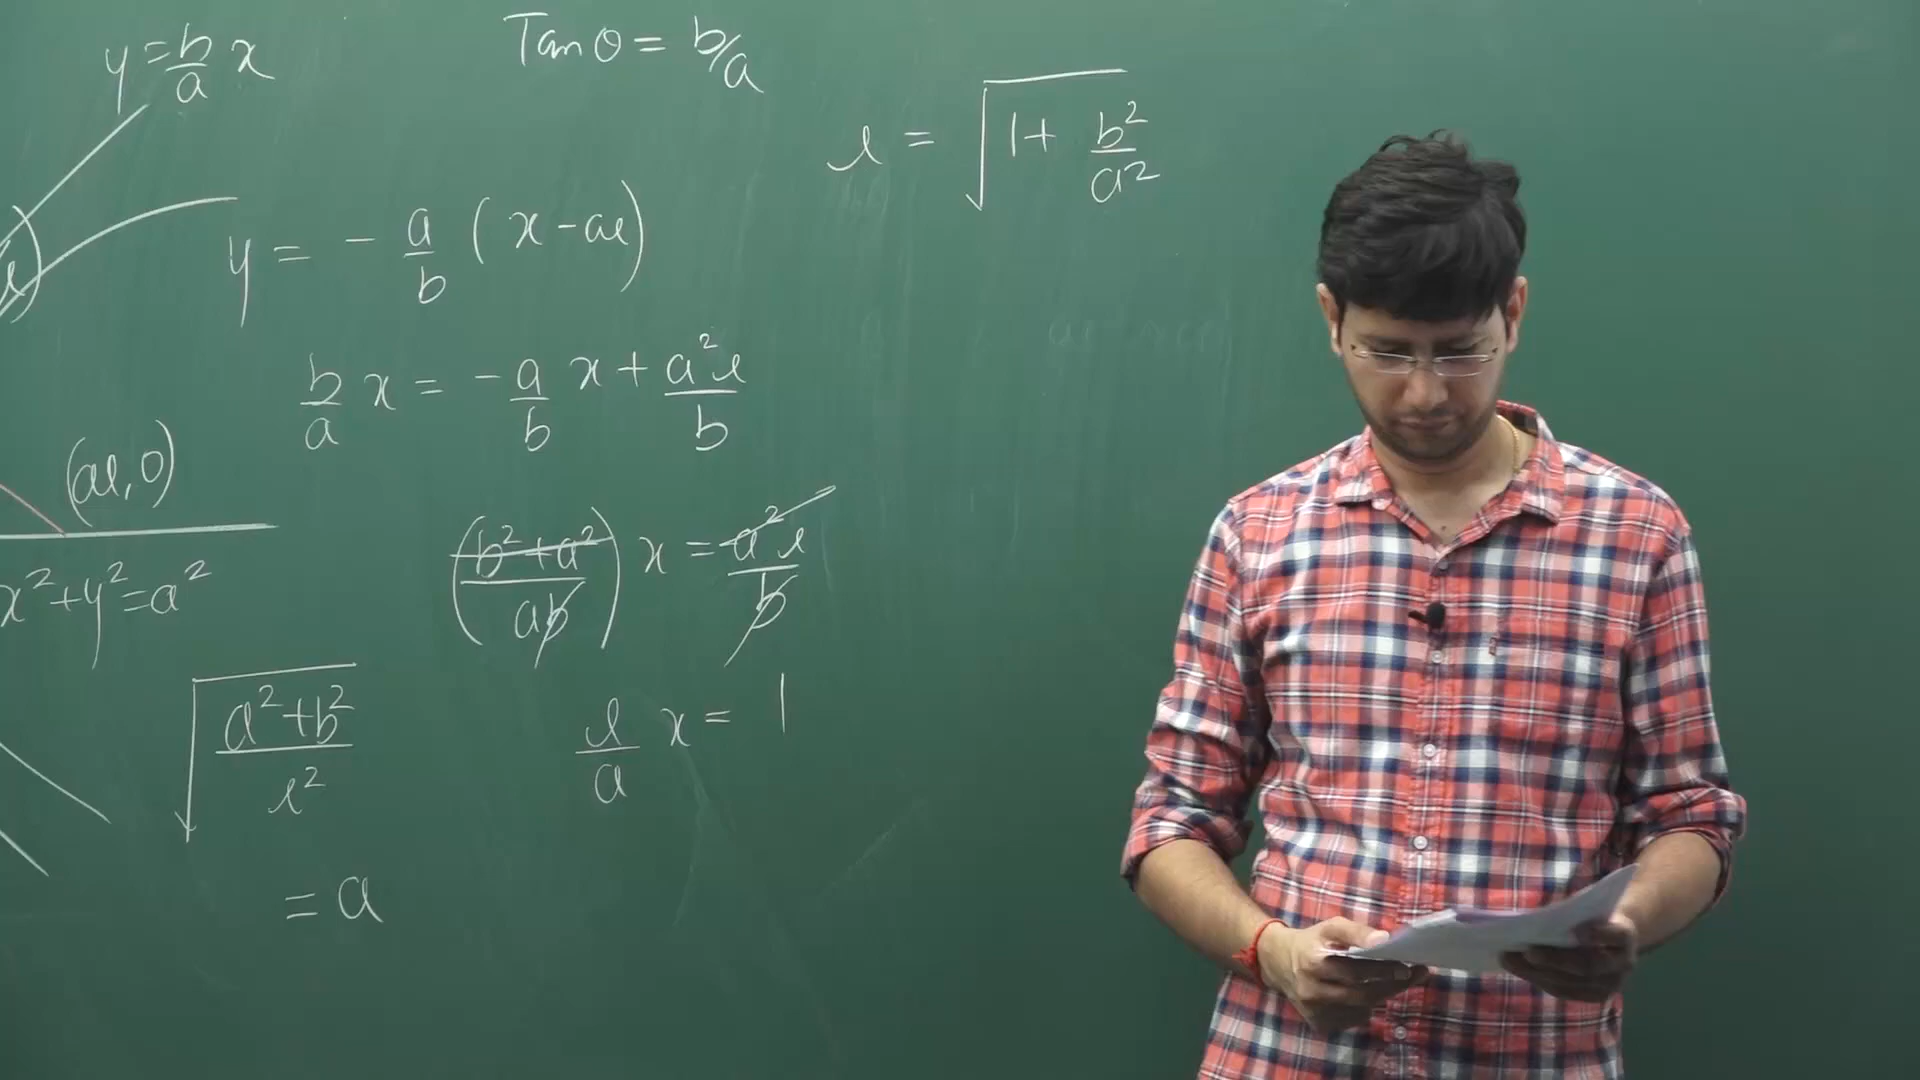 y = b/a x
Tan θ = b/a
e = √(1 + b²/a²)
y = - a/b (x - ae)
b/a x = - a/b x + a²e/b
(ae, 0)
((b² + a²)/ab) x = a²e/b
x² + y² = a²
√((a² + b²)/e²)
e/a x = 1
= a